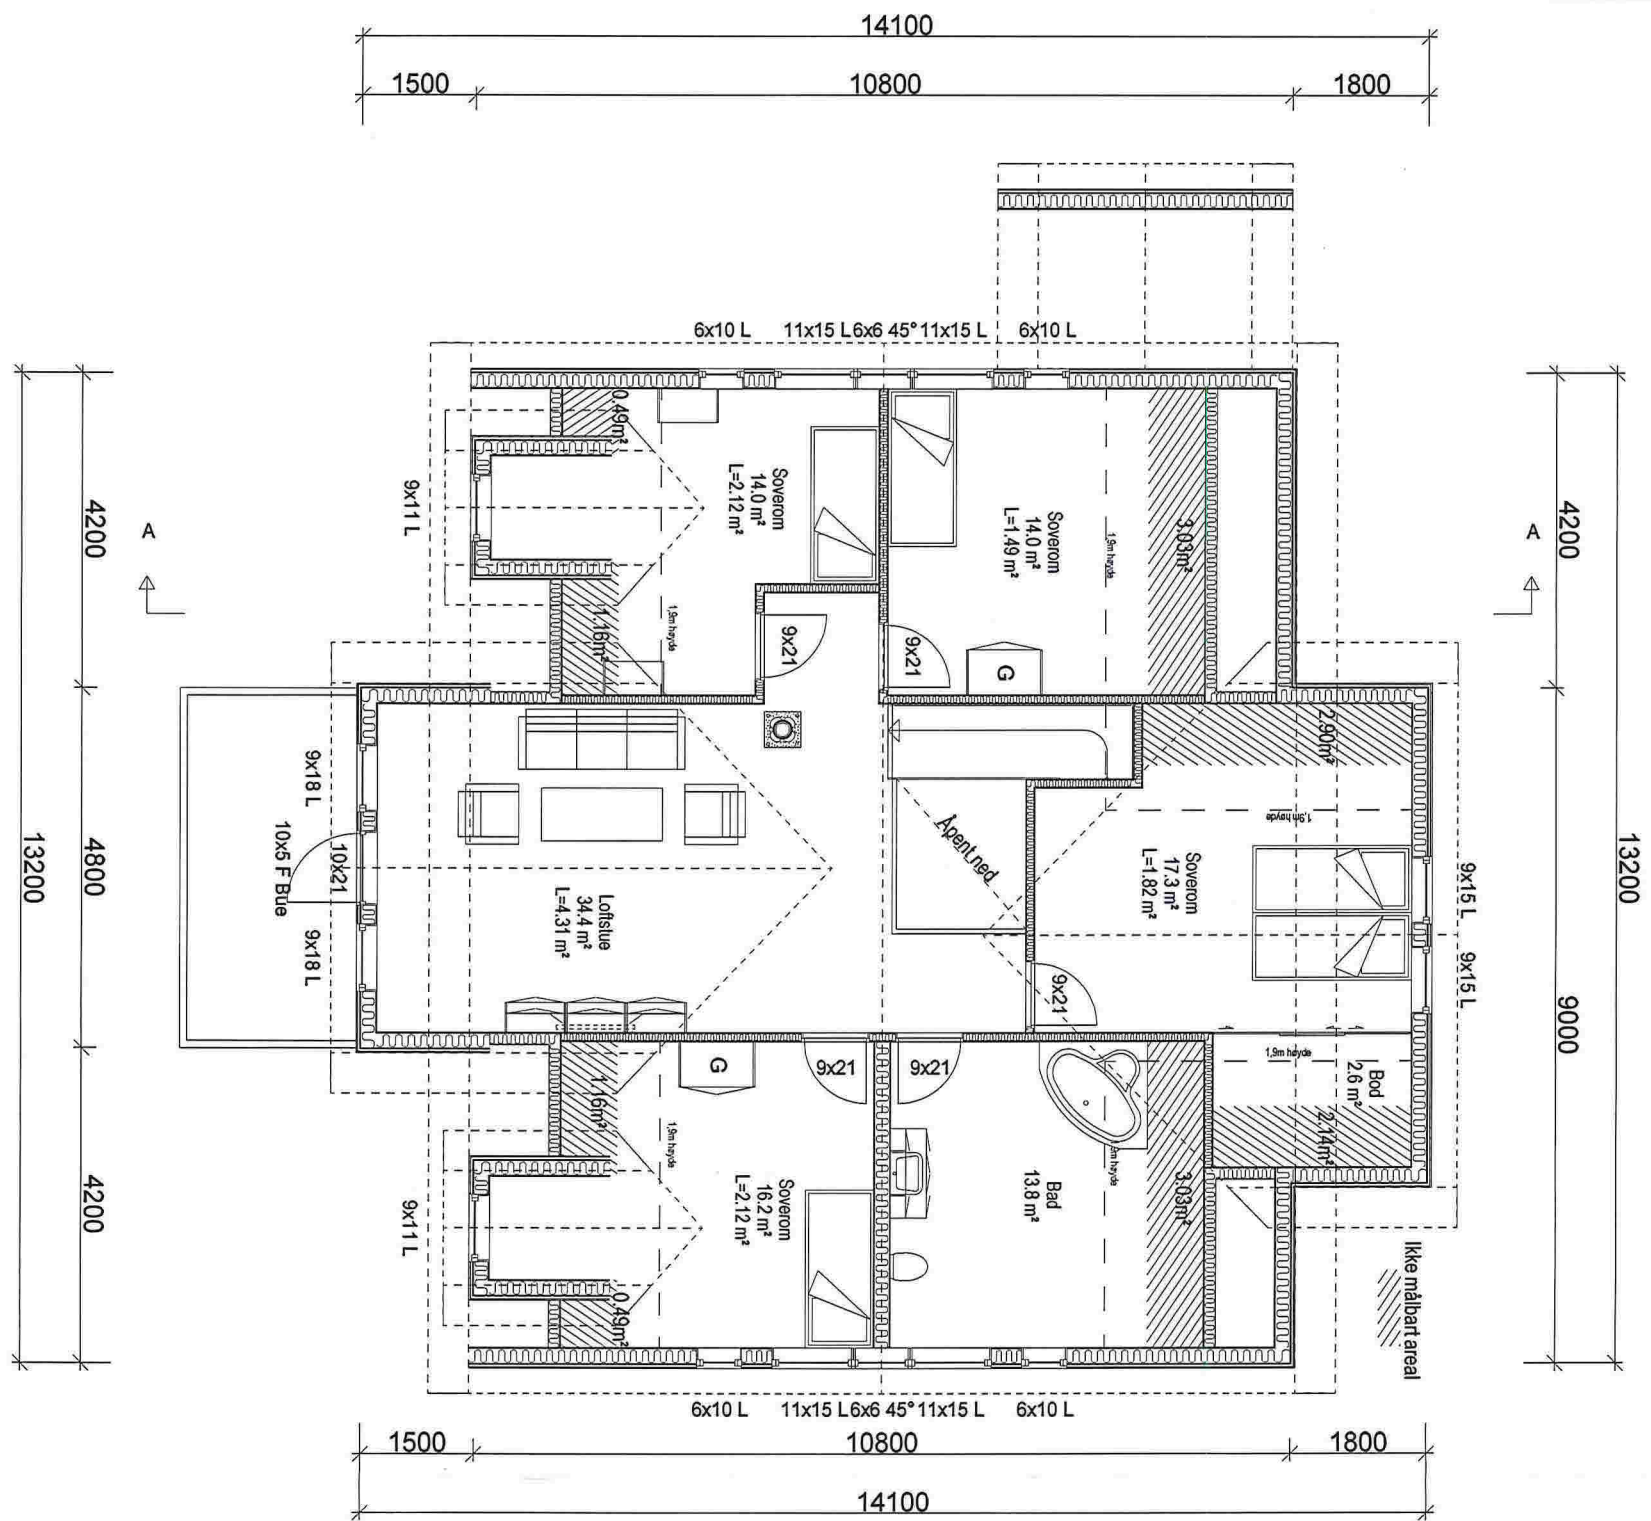 14100
1500 10800 1800
6x10 L 11x15 L 6x6 45° 11x15 L 6x10 L
4200
4800
4200
13200
4200
9000
13200
A
A
9x11 L
0.49m²
Soverom
14.0 m²
L=2.12 m²
1,9m høyde
1.16m²
9x21
Soverom
14.0 m²
L=1.49 m²
1,9m høyde
3.03m²
9x21
G
9x18 L
10x21
10x5 F Bue
9x18 L
Loftstue
34.4 m²
L=4.31 m²
Åpent ned
2.90m²
1,9m høyde
Soverom
17.3 m²
L=1.82 m²
9x21
9x15 L
9x15 L
1,9m høyde
Bod
2.6 m²
2.14m²
1.16m²
G
9x21
9x21
1,9m høyde
Soverom
16.2 m²
L=2.12 m²
0.49m²
9x11 L
Bad
13.8 m²
9m høyde
3.03m²
Ikke målbart areal
6x10 L 11x15 L 6x6 45° 11x15 L 6x10 L
1500 10800 1800
14100